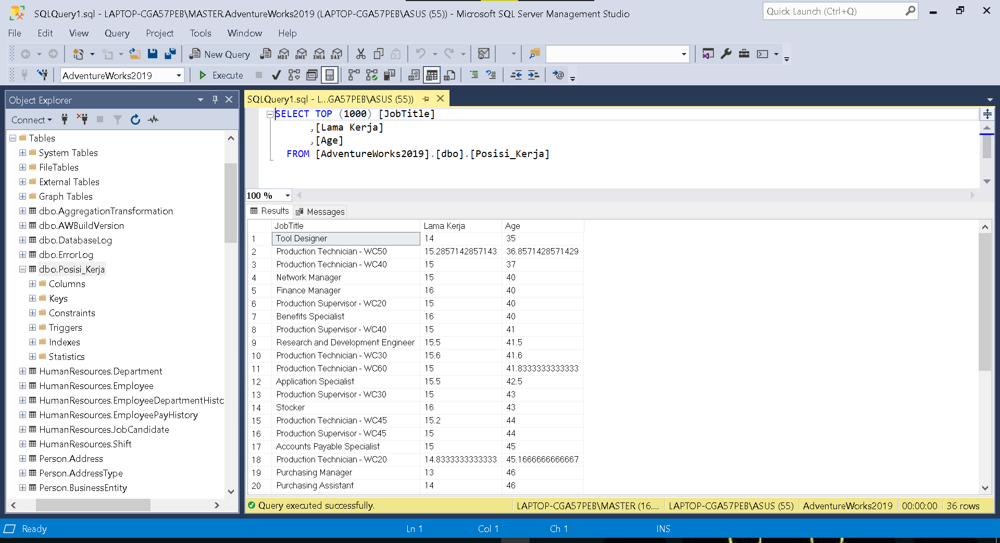 SQLQuery1.sql - LAPTOP-CGA57PEB\MASTER.AdventureWorks2019 (LAPTOP-CGA57PEB\ASUS (55)) - Microsoft SQL Server Management Studio
Quick Launch (Ctrl+Q)
File Edit View Query Project Tools Window Help
New Query MDX DMX XMLA DAX
AdventureWorks2019 Execute
Object Explorer
Connect
Tables
System Tables
FileTables
External Tables
Graph Tables
dbo.AggregationTransformation
dbo.AWBuildVersion
dbo.DatabaseLog
dbo.ErrorLog
dbo.Posisi_Kerja
Columns
Keys
Constraints
Triggers
Indexes
Statistics
HumanResources.Department
HumanResources.Employee
HumanResources.EmployeeDepartmentHistc
HumanResources.EmployeePayHistory
HumanResources.JobCandidate
HumanResources.Shift
Person.Address
Person.AddressType
Person.BusinessEntity
SQLQuery1.sql - L...GA57PEB\ASUS (55))
SELECT TOP (1000) [JobTitle]
,[Lama Kerja]
,[Age]
FROM [AdventureWorks2019].[dbo].[Posisi_Kerja]
100 %
Results Messages
JobTitle Lama Kerja Age
1 Tool Designer 14 35
2 Production Technician - WC50 15.2857142857143 36.8571428571429
3 Production Technician - WC40 15 37
4 Network Manager 15 40
5 Finance Manager 16 40
6 Production Supervisor - WC20 15 40
7 Benefits Specialist 16 40
8 Production Supervisor - WC40 15 41
9 Research and Development Engineer 15.5 41.5
10 Production Technician - WC30 15.6 41.6
11 Production Technician - WC60 15 41.8333333333333
12 Application Specialist 15.5 42.5
13 Production Supervisor - WC30 15 43
14 Stocker 16 43
15 Production Technician - WC45 15.2 44
16 Production Supervisor - WC45 15 44
17 Accounts Payable Specialist 15 45
18 Production Technician - WC20 14.8333333333333 45.1666666666667
19 Purchasing Manager 13 46
20 Purchasing Assistant 14 46
Query executed successfully. LAPTOP-CGA57PEB\MASTER (16.... LAPTOP-CGA57PEB\ASUS (55) AdventureWorks2019 00:00:00 36 rows
Ready Ln 1 Col 1 Ch 1 INS